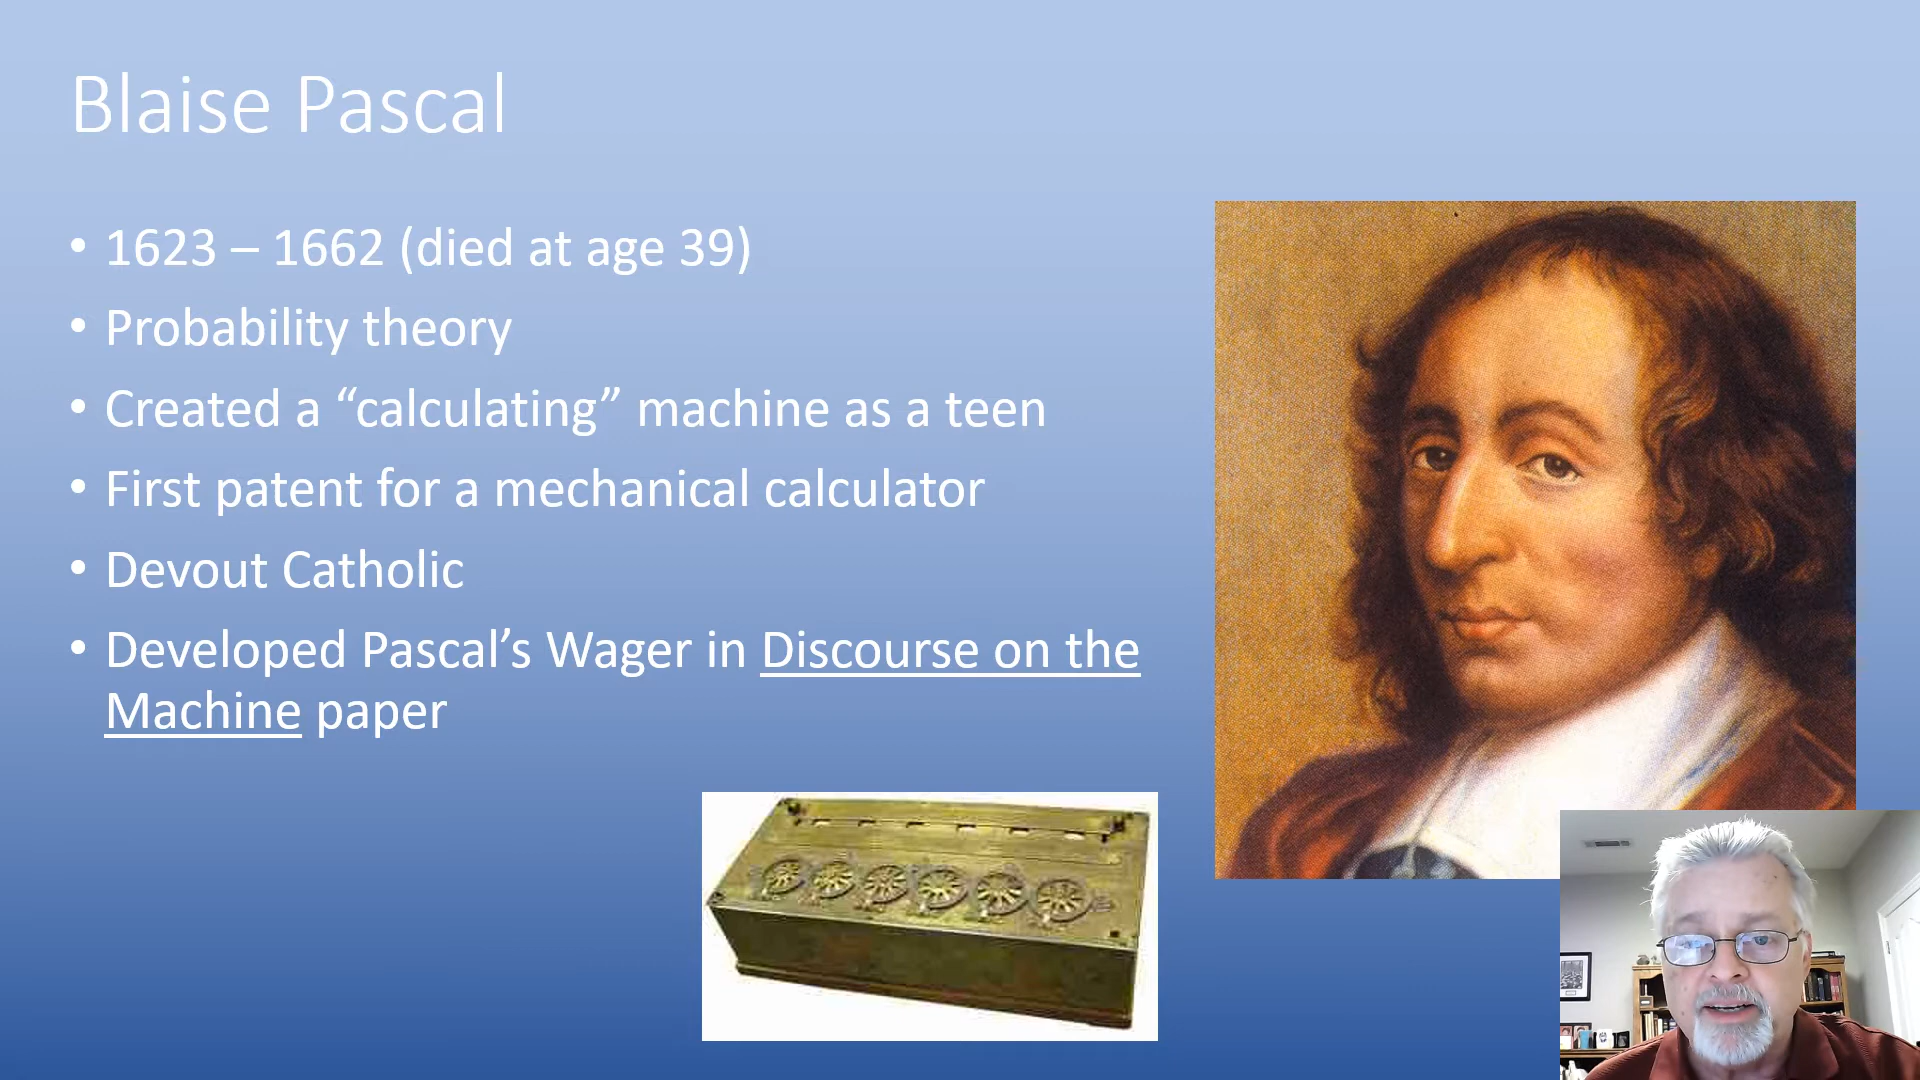 Blaise Pascal
• 1623 – 1662 (died at age 39)
• Probability theory
• Created a “calculating” machine as a teen
• First patent for a mechanical calculator
• Devout Catholic
• Developed Pascal’s Wager in Discourse on the
Machine paper